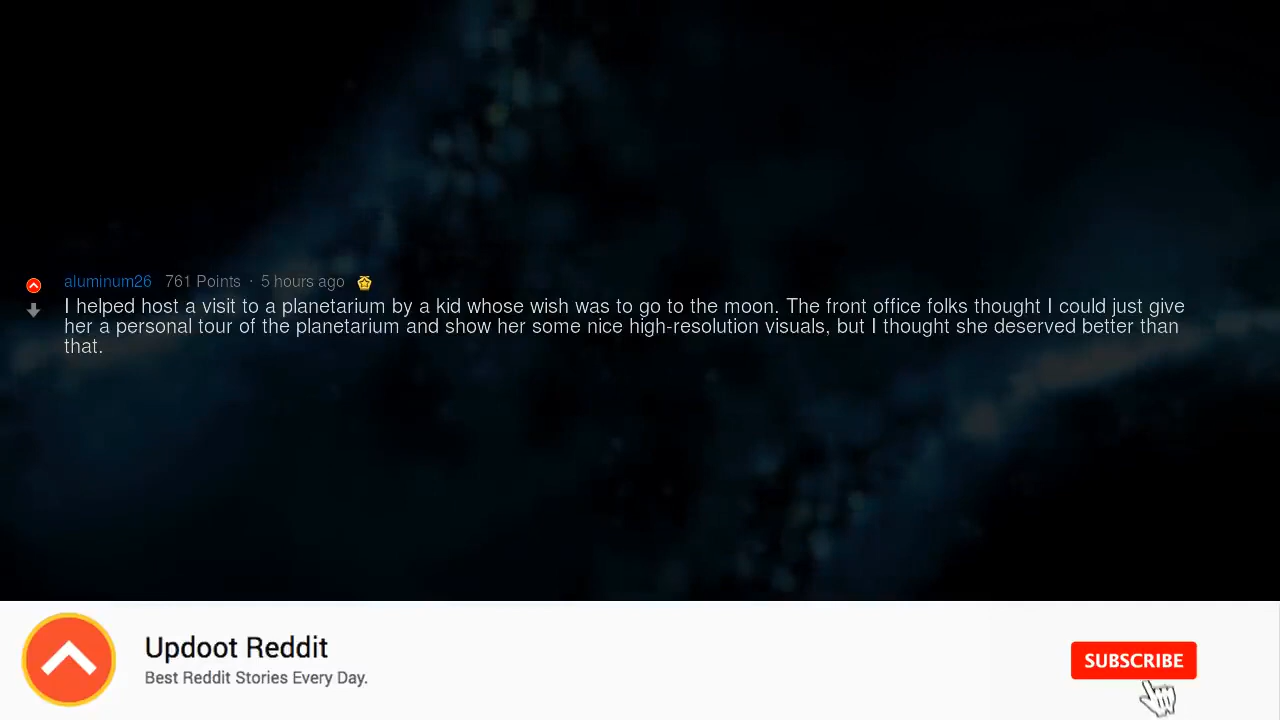 aluminum26 761 Points · 5 hours ago
I helped host a visit to a planetarium by a kid whose wish was to go to the moon. The front office folks thought I could just give
her a personal tour of the planetarium and show her some nice high-resolution visuals, but I thought she deserved better than
that.
Updoot Reddit
Best Reddit Stories Every Day.
SUBSCRIBE